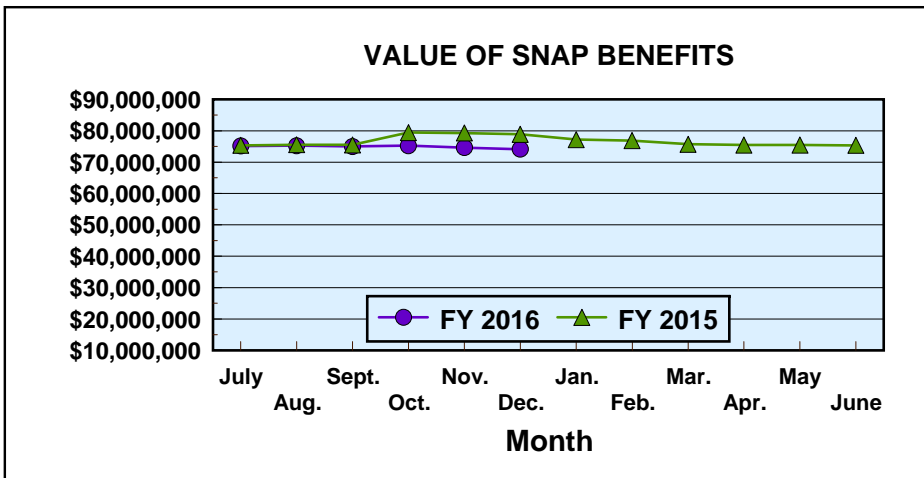 VALUE OF SNAP BENEFITS
$90,000,000
$80,000,000
$70,000,000
$60,000,000
$50,000,000
$40,000,000
$30,000,000
$20,000,000
$10,000,000
FY 2016 FY 2015
July Sept. Nov. Jan. Mar. May
Aug. Oct. Dec. Feb. Apr. June
Month